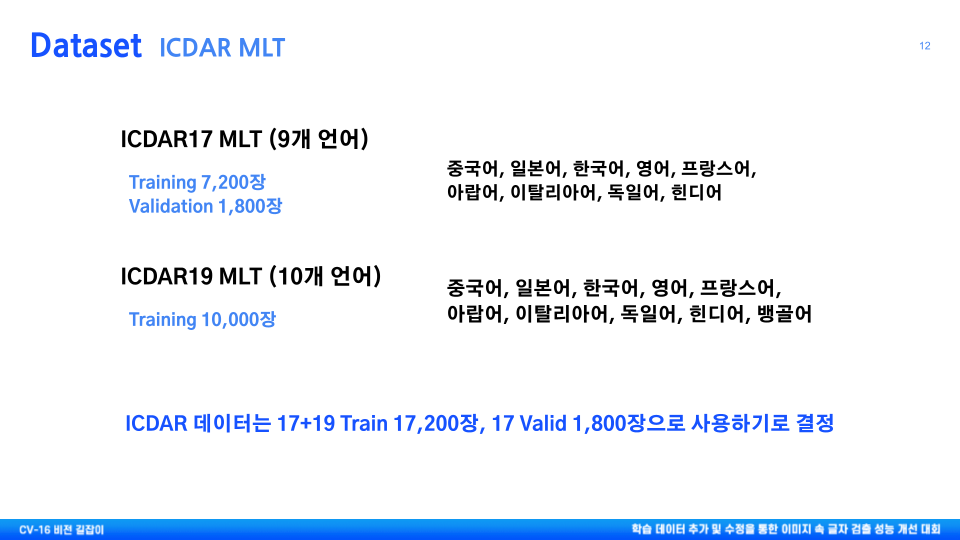 Dataset ICDAR MLT
12
ICDAR17 MLT (9개 언어)
Training 7,200장
Validation 1,800장
중국어, 일본어, 한국어, 영어, 프랑스어,
아랍어, 이탈리아어, 독일어, 힌디어
ICDAR19 MLT (10개 언어)
Training 10,000장
중국어, 일본어, 한국어, 영어, 프랑스어,
아랍어, 이탈리아어, 독일어, 힌디어, 뱅골어
ICDAR 데이터는 17+19 Train 17,200장, 17 Valid 1,800장으로 사용하기로 결정
CV-16 비전 길잡이
학습 데이터 추가 및 수정을 통한 이미지 속 글자 검출 성능 개선 대회